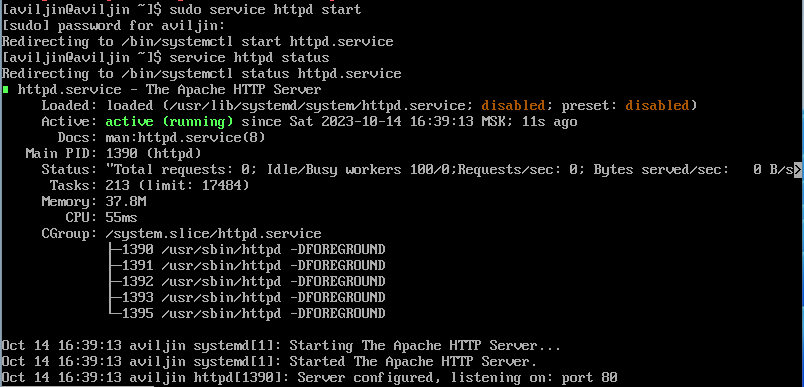 [aviljin@aviljin ~]$ sudo service httpd start
[sudo] password for aviljin:
Redirecting to /bin/systemctl start httpd.service
[aviljin@aviljin ~]$ service httpd status
Redirecting to /bin/systemctl status httpd.service
■ httpd.service - The Apache HTTP Server
     Loaded: loaded (/usr/lib/systemd/system/httpd.service; disabled; preset: disabled)
     Active: active (running) since Sat 2023-10-14 16:39:13 MSK; 11s ago
       Docs: man:httpd.service(8)
   Main PID: 1390 (httpd)
     Status: "Total requests: 0; Idle/Busy workers 100/0;Requests/sec: 0; Bytes served/sec:   0 B/s>
      Tasks: 213 (limit: 17484)
     Memory: 37.8M
        CPU: 55ms
     CGroup: /system.slice/httpd.service
             ├─1390 /usr/sbin/httpd -DFOREGROUND
             ├─1391 /usr/sbin/httpd -DFOREGROUND
             ├─1392 /usr/sbin/httpd -DFOREGROUND
             ├─1393 /usr/sbin/httpd -DFOREGROUND
             └─1395 /usr/sbin/httpd -DFOREGROUND
Oct 14 16:39:13 aviljin systemd[1]: Starting The Apache HTTP Server...
Oct 14 16:39:13 aviljin systemd[1]: Started The Apache HTTP Server.
Oct 14 16:39:13 aviljin httpd[1390]: Server configured, listening on: port 80